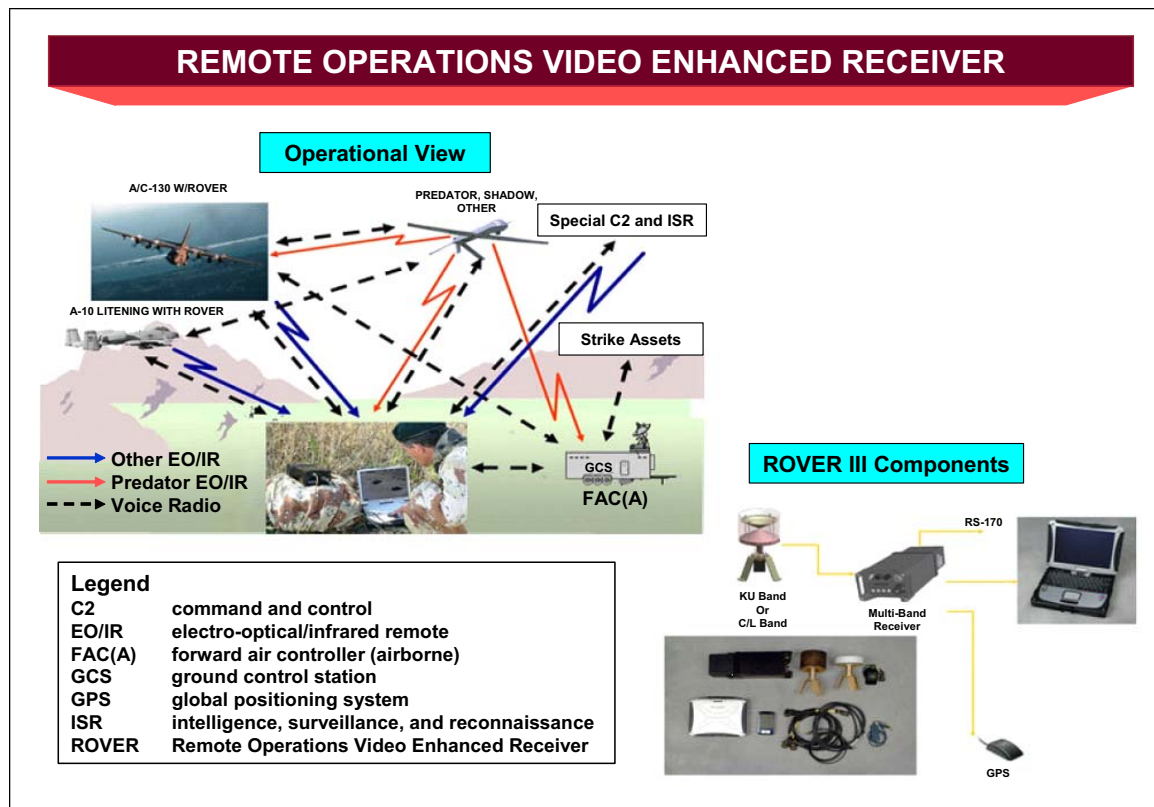 REMOTE OPERATIONS VIDEO ENHANCED RECEIVER
Operational View
A/C-130 W/ROVER
PREDATOR, SHADOW,
OTHER
Special C2 and ISR
A-10 LITENING WITH ROVER
Strike Assets
Other EO/IR
Predator EO/IR
Voice Radio
GCS
FAC(A)
ROVER III Components
RS-170
KU Band
Or
C/L Band
Multi-Band
Receiver
GPS
Legend
C2 command and control
EO/IR electro-optical/infrared remote
FAC(A) forward air controller (airborne)
GCS ground control station
GPS global positioning system
ISR intelligence, surveillance, and reconnaissance
ROVER Remote Operations Video Enhanced Receiver